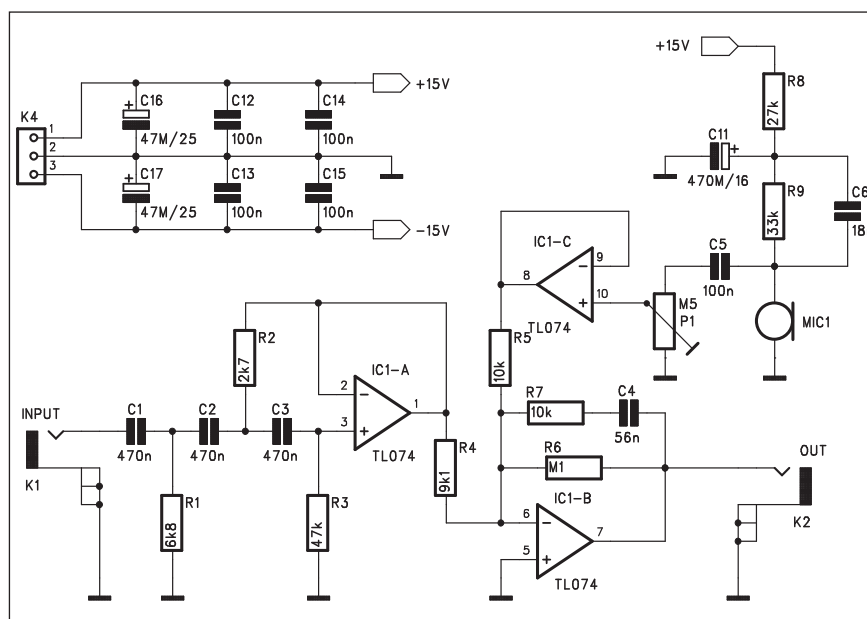 +15V
R8
27k
C16
47M/25
C12
100n
C14
100n
+15V
K4
1
2
3
C17
47M/25
C13
100n
C15
100n
-15V
C11
470M/16
R9
33k
C6
18
IC1-C
9
8
10
TL074
C5
100n
M5
P1
MIC1
R2
2k7
IC1-A
2
1
3
TL074
R5
10k
R7
10k
C4
56n
INPUT
K1
C1
470n
C2
470n
C3
470n
R4
9k1
R6
M1
OUT
K2
R1
6k8
R3
47k
IC1-B
6
7
5
TL074